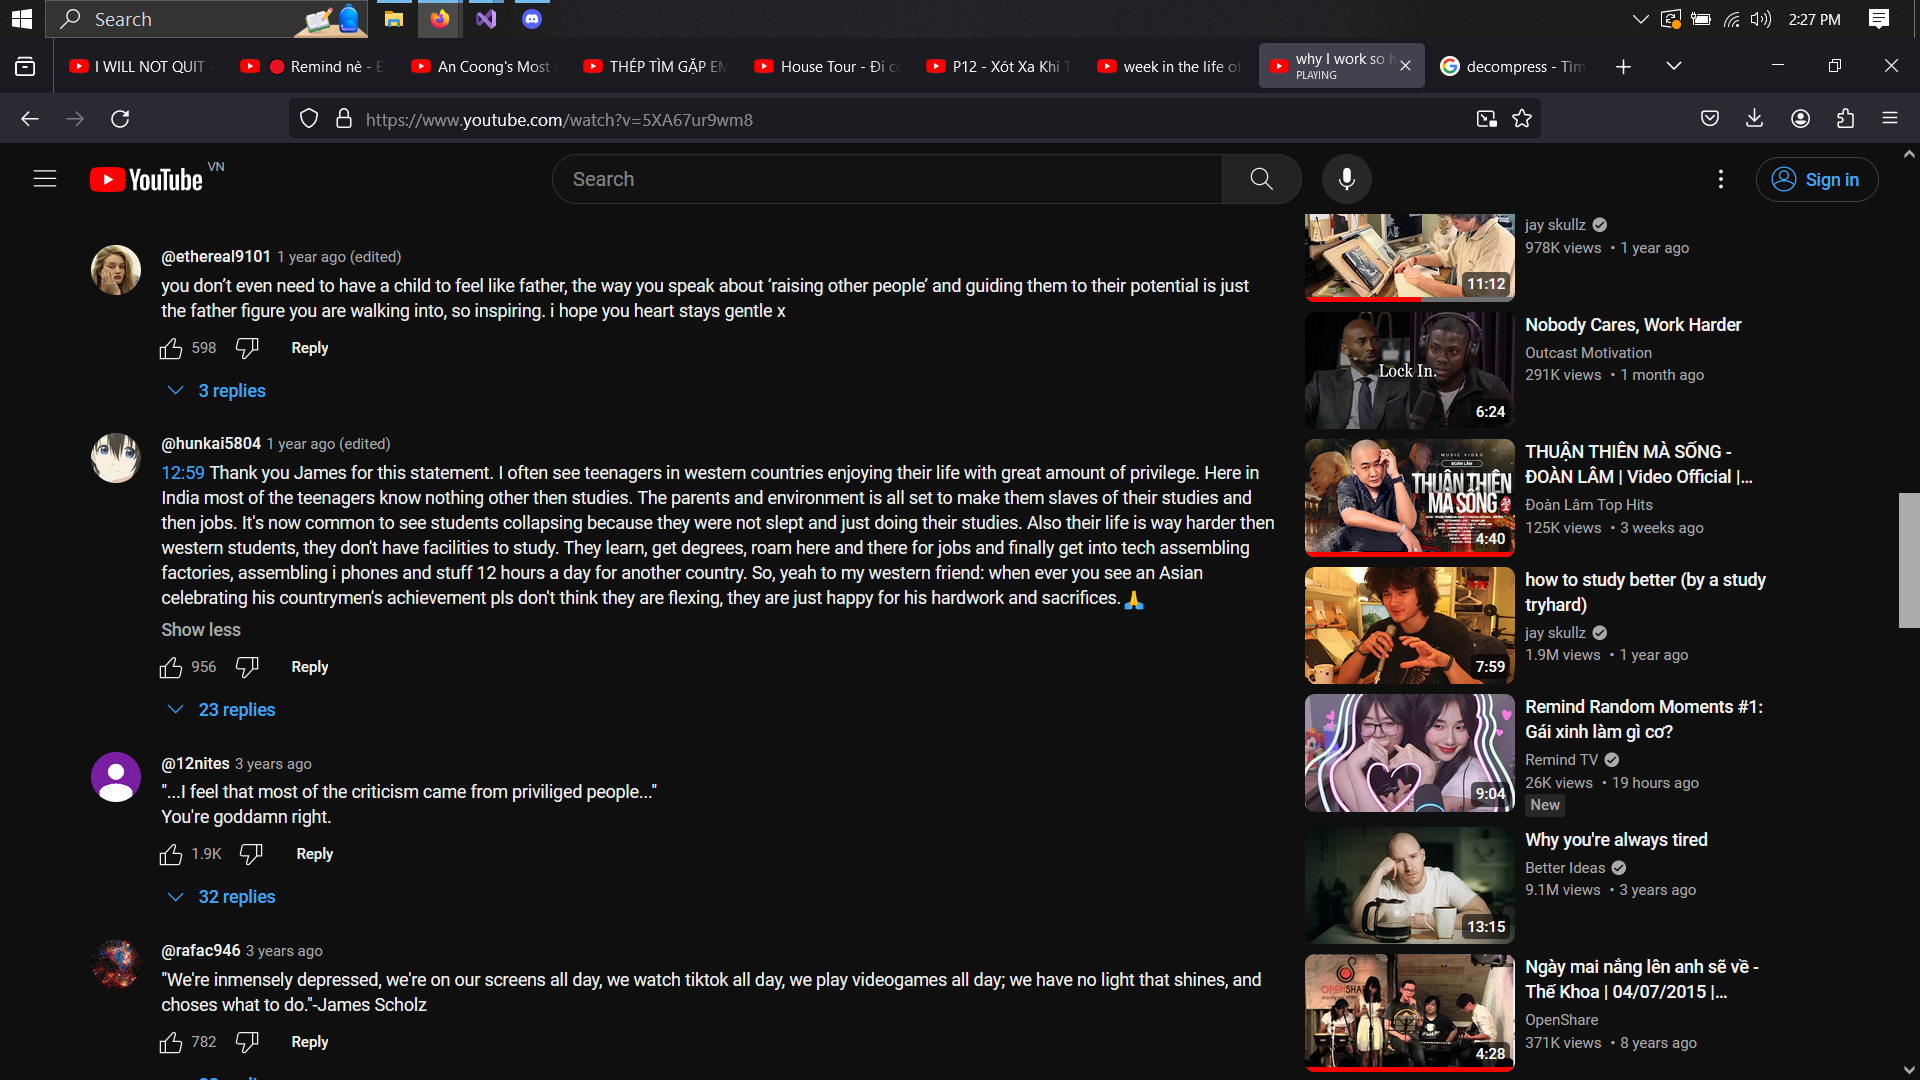 Search
2:27 PM
I WILL NOT QUIT
Remind nè - 
An Coong's Most
THÉP TÌM GẶP EM
House Tour - Đi
P12 - Xót Xa Khi
week in the life of
why I work so h
PLAYING
decompress - Tìm
https://www.youtube.com/watch?v=5XA67ur9wm8
YouTube VN
Search
Sign in
@ethereal9101 1 year ago (edited)
you don’t even need to have a child to feel like father, the way you speak about ‘raising other people’ and guiding them to their potential is just
the father figure you are walking into, so inspiring. i hope you heart stays gentle x
598 Reply
3 replies
@hunkai5804 1 year ago (edited)
12:59 Thank you James for this statement. I often see teenagers in western countries enjoying their life with great amount of privilege. Here in
India most of the teenagers know nothing other then studies. The parents and environment is all set to make them slaves of their studies and
then jobs. It's now common to see students collapsing because they were not slept and just doing their studies. Also their life is way harder then
western students, they don't have facilities to study. They learn, get degrees, roam here and there for jobs and finally get into tech assembling
factories, assembling i phones and stuff 12 hours a day for another country. So, yeah to my western friend: when ever you see an Asian
celebrating his countrymen's achievement pls don't think they are flexing, they are just happy for his hardwork and sacrifices.🙏
Show less
956 Reply
23 replies
@12nites 3 years ago
"...I feel that most of the criticism came from priviliged people..."
You're goddamn right.
1.9K Reply
32 replies
@rafac946 3 years ago
"We're inmensely depressed, we're on our screens all day, we watch tiktok all day, we play videogames all day; we have no light that shines, and
choses what to do."-James Scholz
782 Reply
jay skullz
978K views • 1 year ago
11:12
Nobody Cares, Work Harder
Outcast Motivation
291K views • 1 month ago
Lock In.
6:24
THUẬN THIÊN MÀ SỐNG -
ĐOÀN LÂM | Video Official |...
Đoàn Lâm Top Hits
125K views • 3 weeks ago
MUSIC VIDEO
ĐOÀN LÂM
THUẬN THIÊN
MÀ SỐNG
4:40
how to study better (by a study
tryhard)
jay skullz
1.9M views • 1 year ago
7:59
Remind Random Moments #1:
Gái xinh làm gì cơ?
Remind TV
26K views • 19 hours ago
New
9:04
Why you're always tired
Better Ideas
9.1M views • 3 years ago
13:15
Ngày mai nắng lên anh sẽ về -
Thế Khoa | 04/07/2015 |...
OpenShare
371K views • 8 years ago
OPENSHARE
4:28